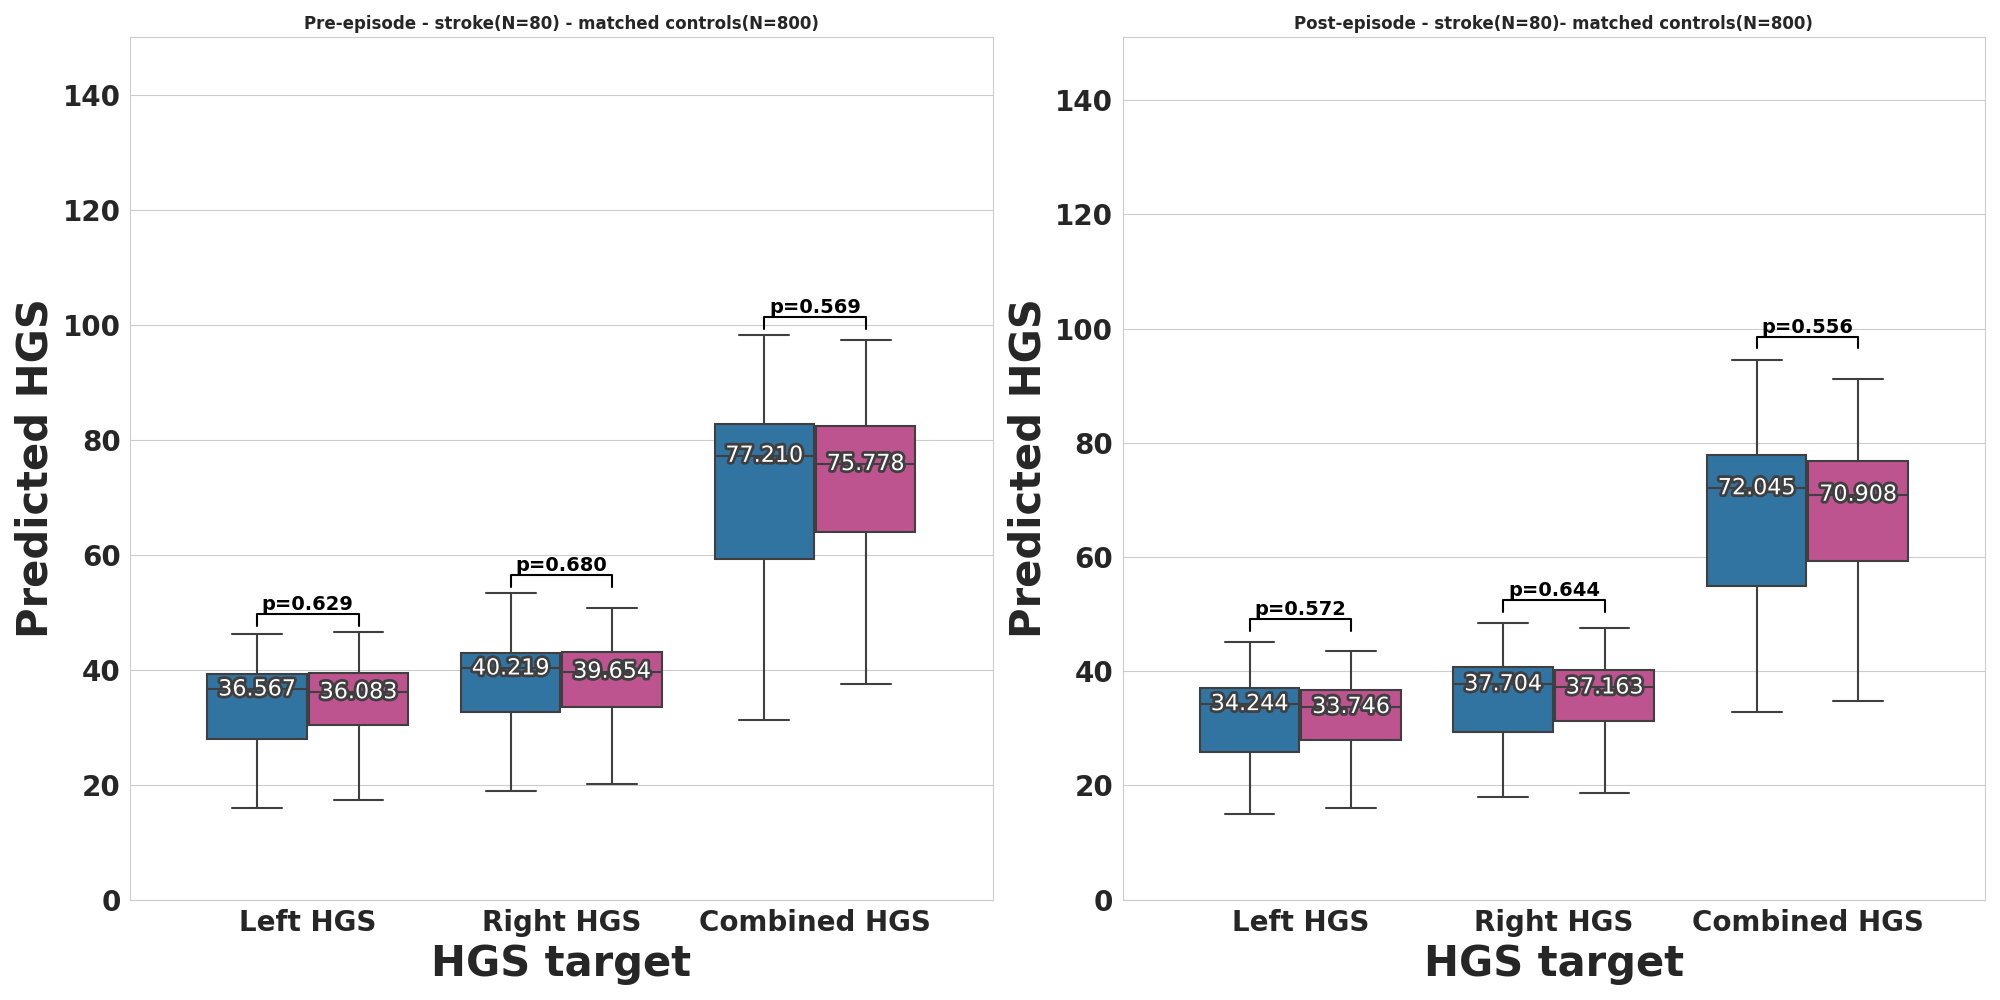 Pre-episode - stroke(N=80) - matched controls(N=800)
Predicted HGS
140
120
100
80
60
40
20
0
p=0.629
p=0.680
p=0.569
36.567
36.083
40.219
39.654
77.210
75.778
Left HGS
Right HGS
Combined HGS
HGS target
Post-episode - stroke(N=80)- matched controls(N=800)
Predicted HGS
140
120
100
80
60
40
20
0
p=0.572
p=0.644
p=0.556
34.244
33.746
37.704
37.163
72.045
70.908
Left HGS
Right HGS
Combined HGS
HGS target